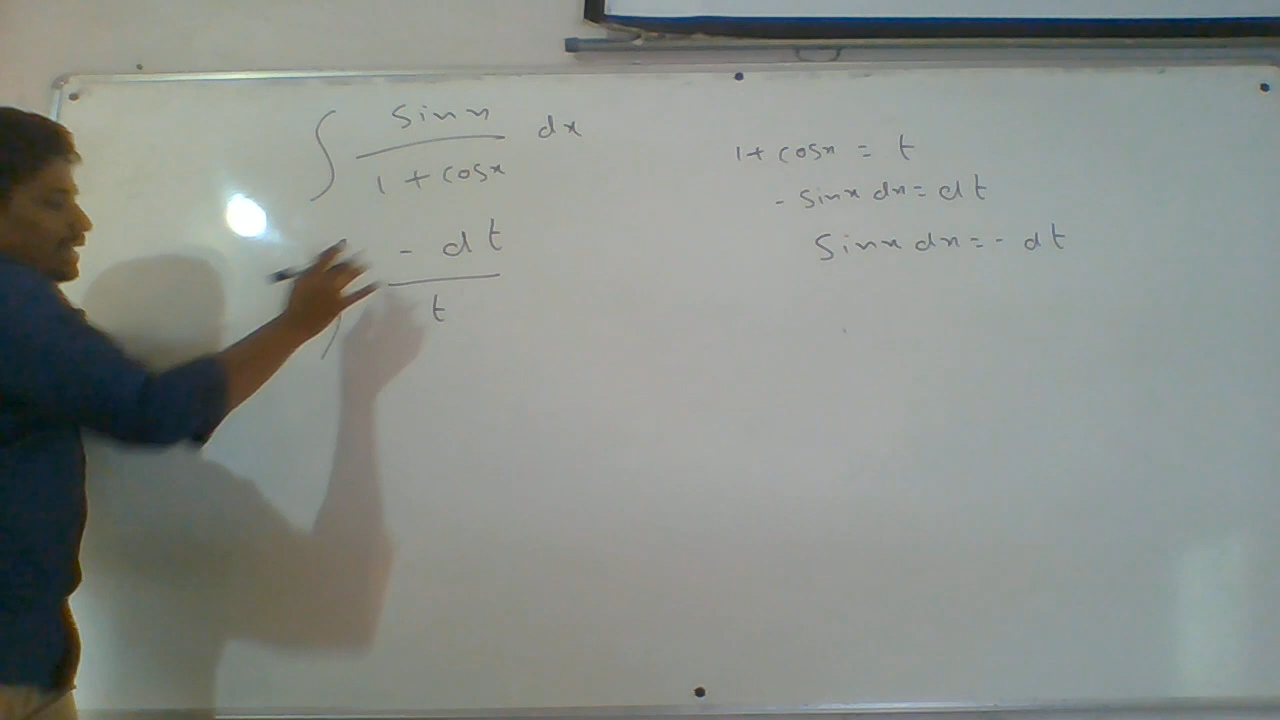 ∫ sinx / 1 + cosx dx
1 + cosx = t
- sinx dx = dt
sinx dx = - dt
∫ - dt / t